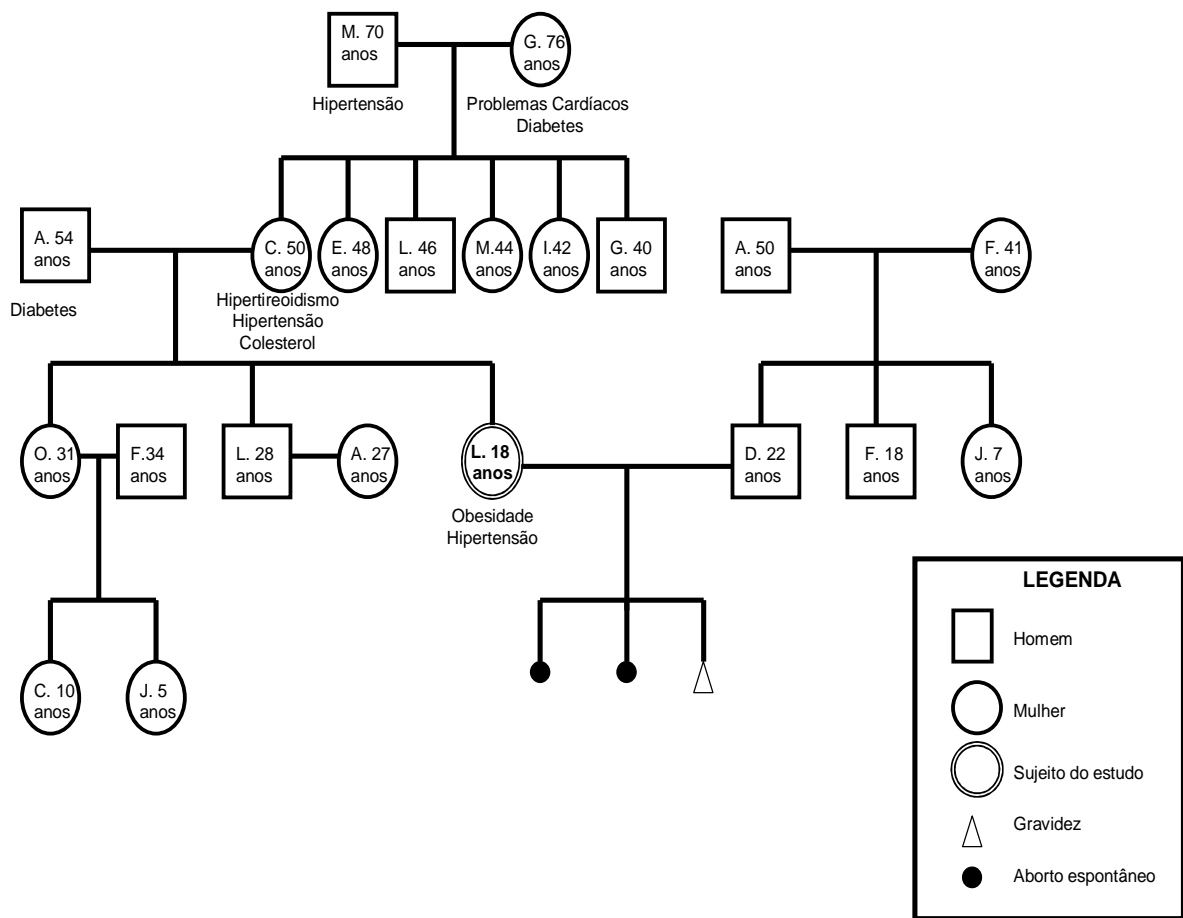 M. 70
anos
G. 76
anos
Hipertensão
Problemas Cardíacos
Diabetes
A. 54
anos
C. 50
anos
E. 48
anos
L. 46
anos
M.44
anos
I.42
anos
G. 40
anos
A. 50
anos
F. 41
anos
Diabetes
Hipertireoidismo
Hipertensão
Colesterol
O. 31
anos
F.34
anos
L. 28
anos
A. 27
anos
L. 18
anos
D. 22
anos
F. 18
anos
J. 7
anos
Obesidade
Hipertensão
C. 10
anos
J. 5
anos
LEGENDA
Homem
Mulher
Sujeito do estudo
Gravidez
Aborto espontâneo